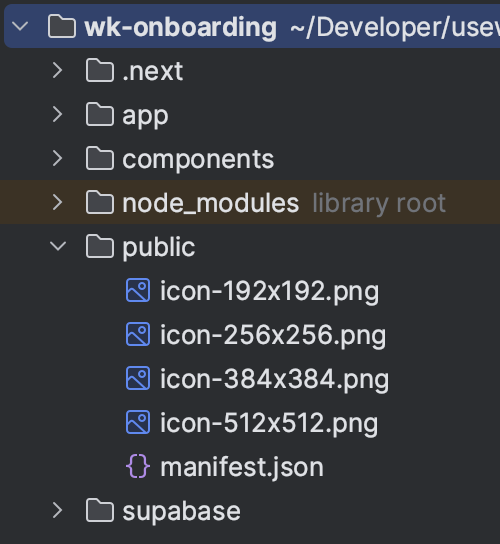 wk-onboarding ~/Developer/usew
.next
app
components
node_modules library root
public
icon-192x192.png
icon-256x256.png
icon-384x384.png
icon-512x512.png
manifest.json
supabase